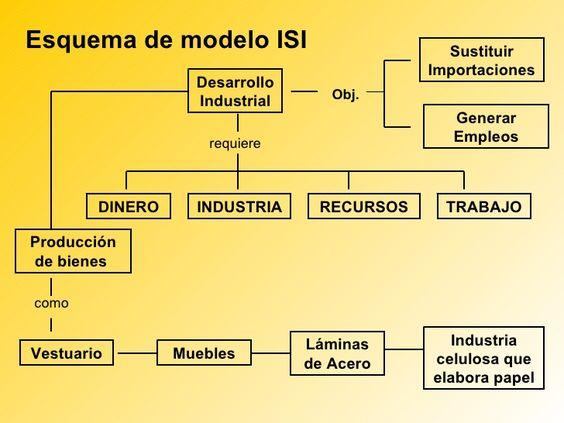 Esquema de modelo ISI
Sustituir
Importaciones
Desarrollo
Industrial
Obj.
Generar
Empleos
requiere
DINERO
INDUSTRIA
RECURSOS
TRABAJO
Producción
de bienes
como
Vestuario
Muebles
Láminas
de Acero
Industria
celulosa que
elabora papel